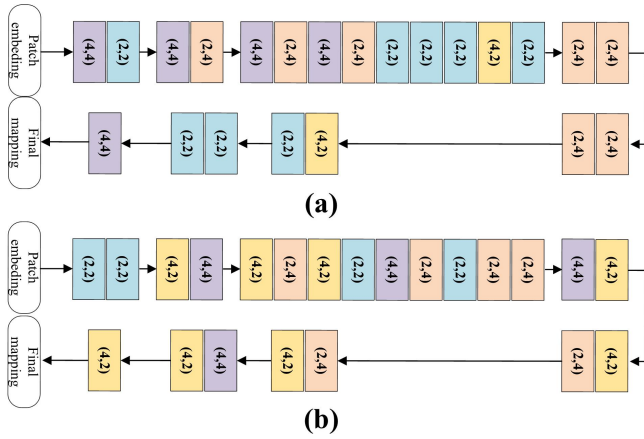 Patch
embeding
(4,4) (2,2) (4,4) (2,4) (4,4) (2,4) (4,4) (2,4) (2,2) (2,2) (2,2) (4,2) (2,2) (2,4) (2,4)
Final
mapping
(4,4) (2,2) (2,2) (2,2) (4,2) (2,4) (2,4)
(a)
Patch
embeding
(2,2) (2,2) (4,2) (4,4) (4,2) (2,4) (4,2) (2,2) (4,4) (2,4) (2,2) (2,4) (2,4) (4,4) (4,2)
Final
mapping
(4,2) (4,2) (4,4) (4,2) (2,4) (2,4) (4,2)
(b)